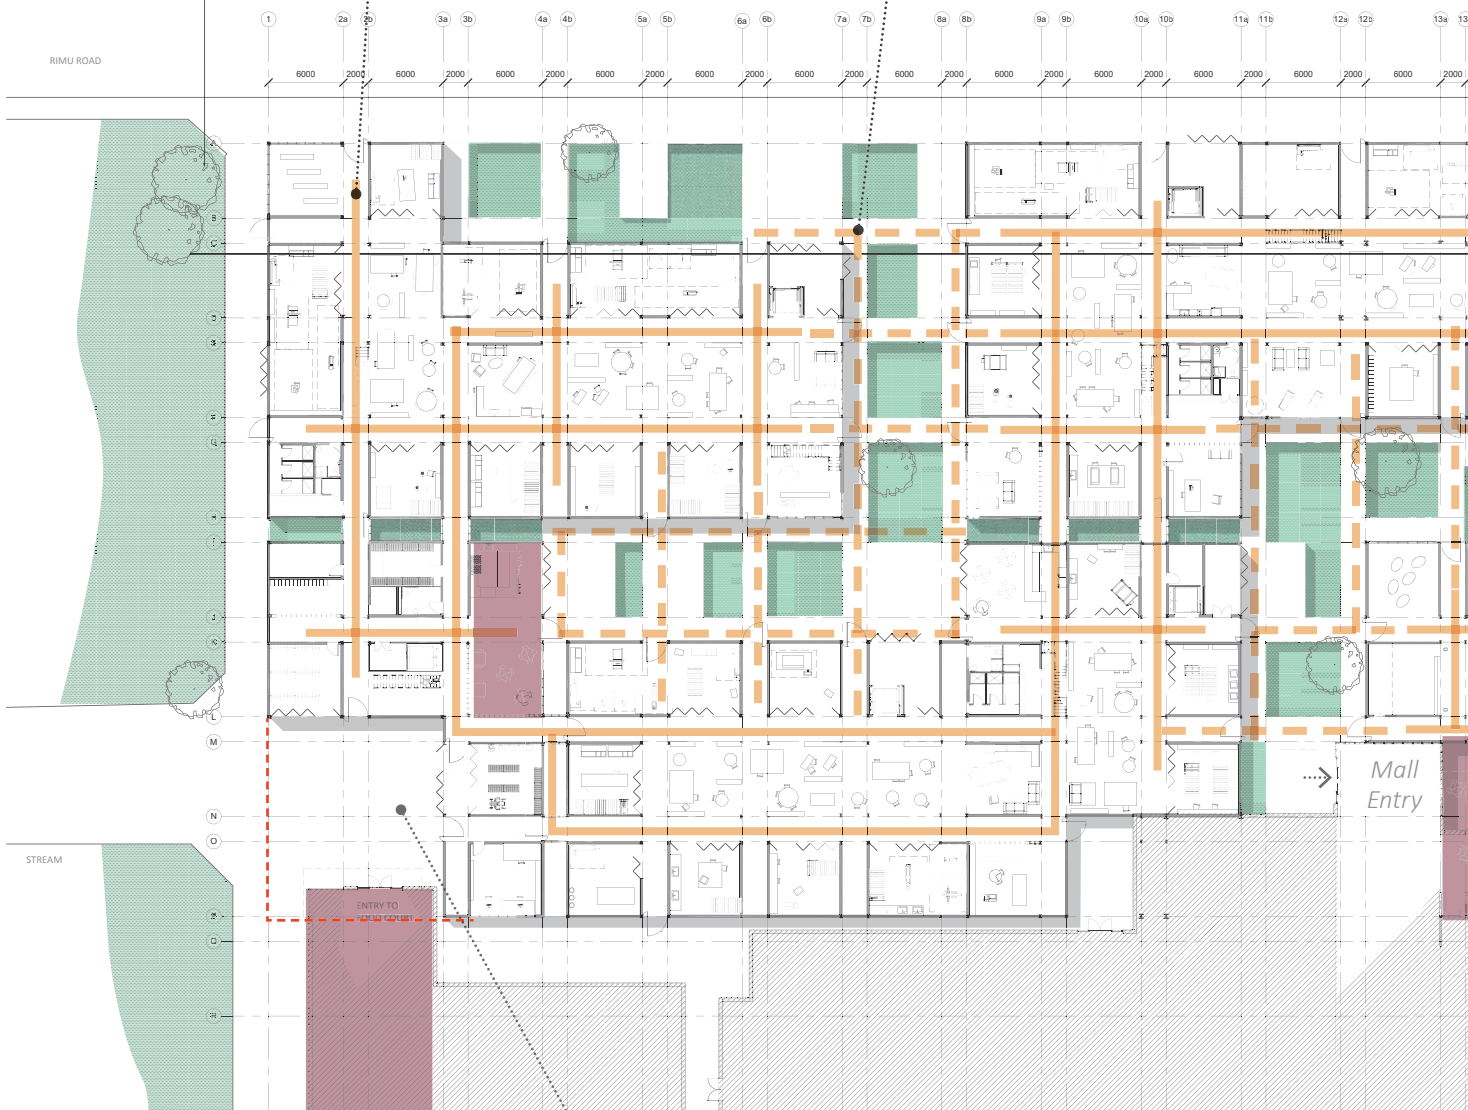 1 2a 2b 3a 3b 4a 4b 5a 5b 6a 6b 7a 7b 8a 8b 9a 9b 10a 10b 11a 11b 12a 12b 13a 13
RIMU ROAD
6000 2000 6000 2000 6000 2000 6000 2000 6000 2000 6000 2000 6000 2000 6000 2000 6000 2000 6000 2000 6000 2000 6000 2000
B
L
M
Mall
Entry
N
O
STREAM
ENTRY TO
FOOD COURT